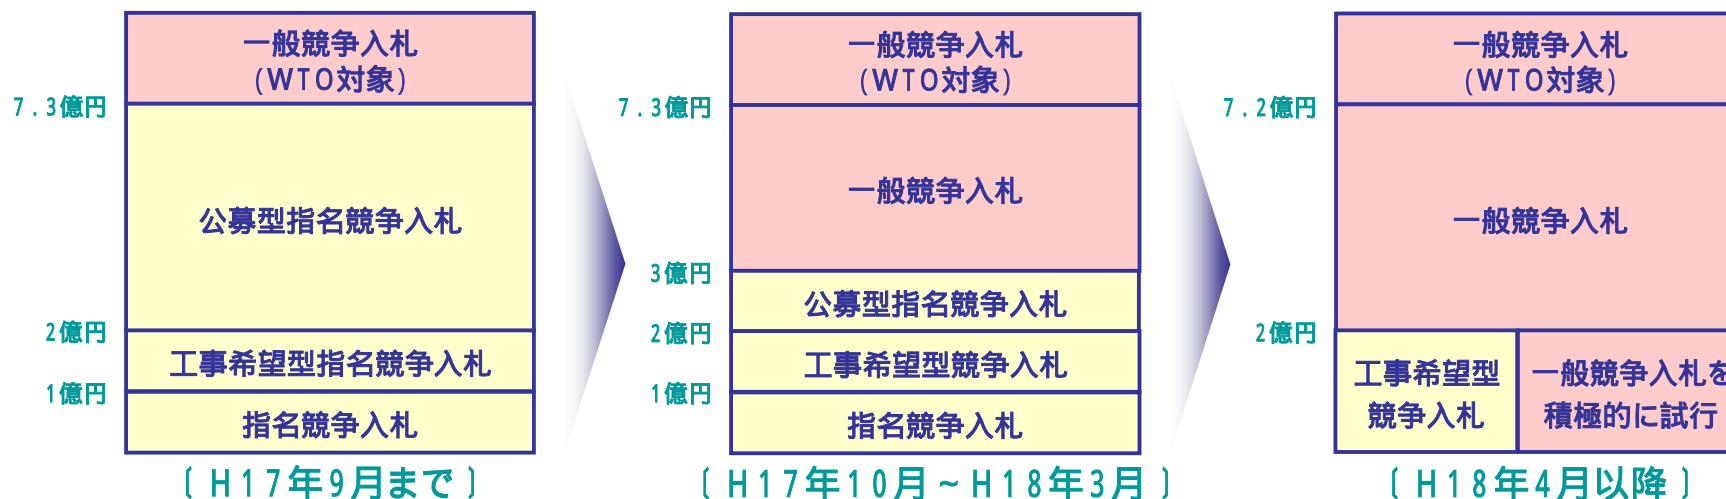 一般競争入札
(WTO対象)
7.3億円
公募型指名競争入札
2億円
工事希望型指名競争入札
1億円
指名競争入札
〔H17年9月まで〕
一般競争入札
(WTO対象)
7.3億円
一般競争入札
3億円
公募型指名競争入札
2億円
工事希望型競争入札
1億円
指名競争入札
〔H17年10月~H18年3月〕
一般競争入札
(WTO対象)
7.2億円
一般競争入札
2億円
工事希望型
競争入札
一般競争入札を
積極的に試行
〔H18年4月以降〕